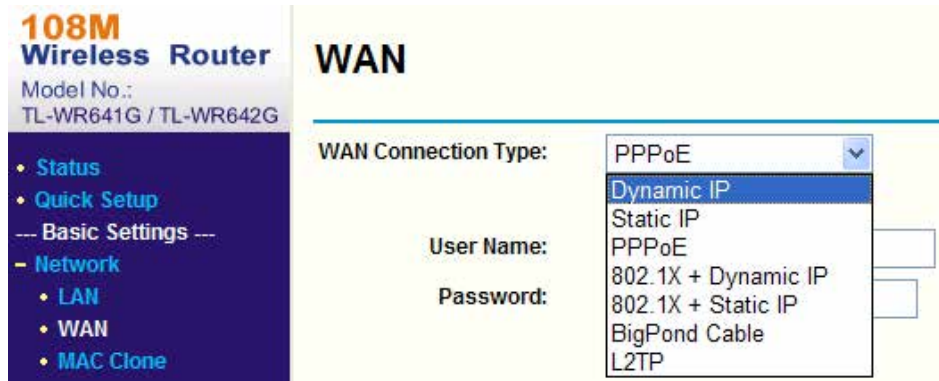 108M
Wireless Router
Model No.:
TL-WR641G / TL-WR642G
• Status
• Quick Setup
--- Basic Settings ---
– Network
• LAN
• WAN
• MAC Clone
WAN
WAN Connection Type:
PPPoE
Dynamic IP
Static IP
PPPoE
802.1X + Dynamic IP
802.1X + Static IP
BigPond Cable
L2TP
User Name:
Password: